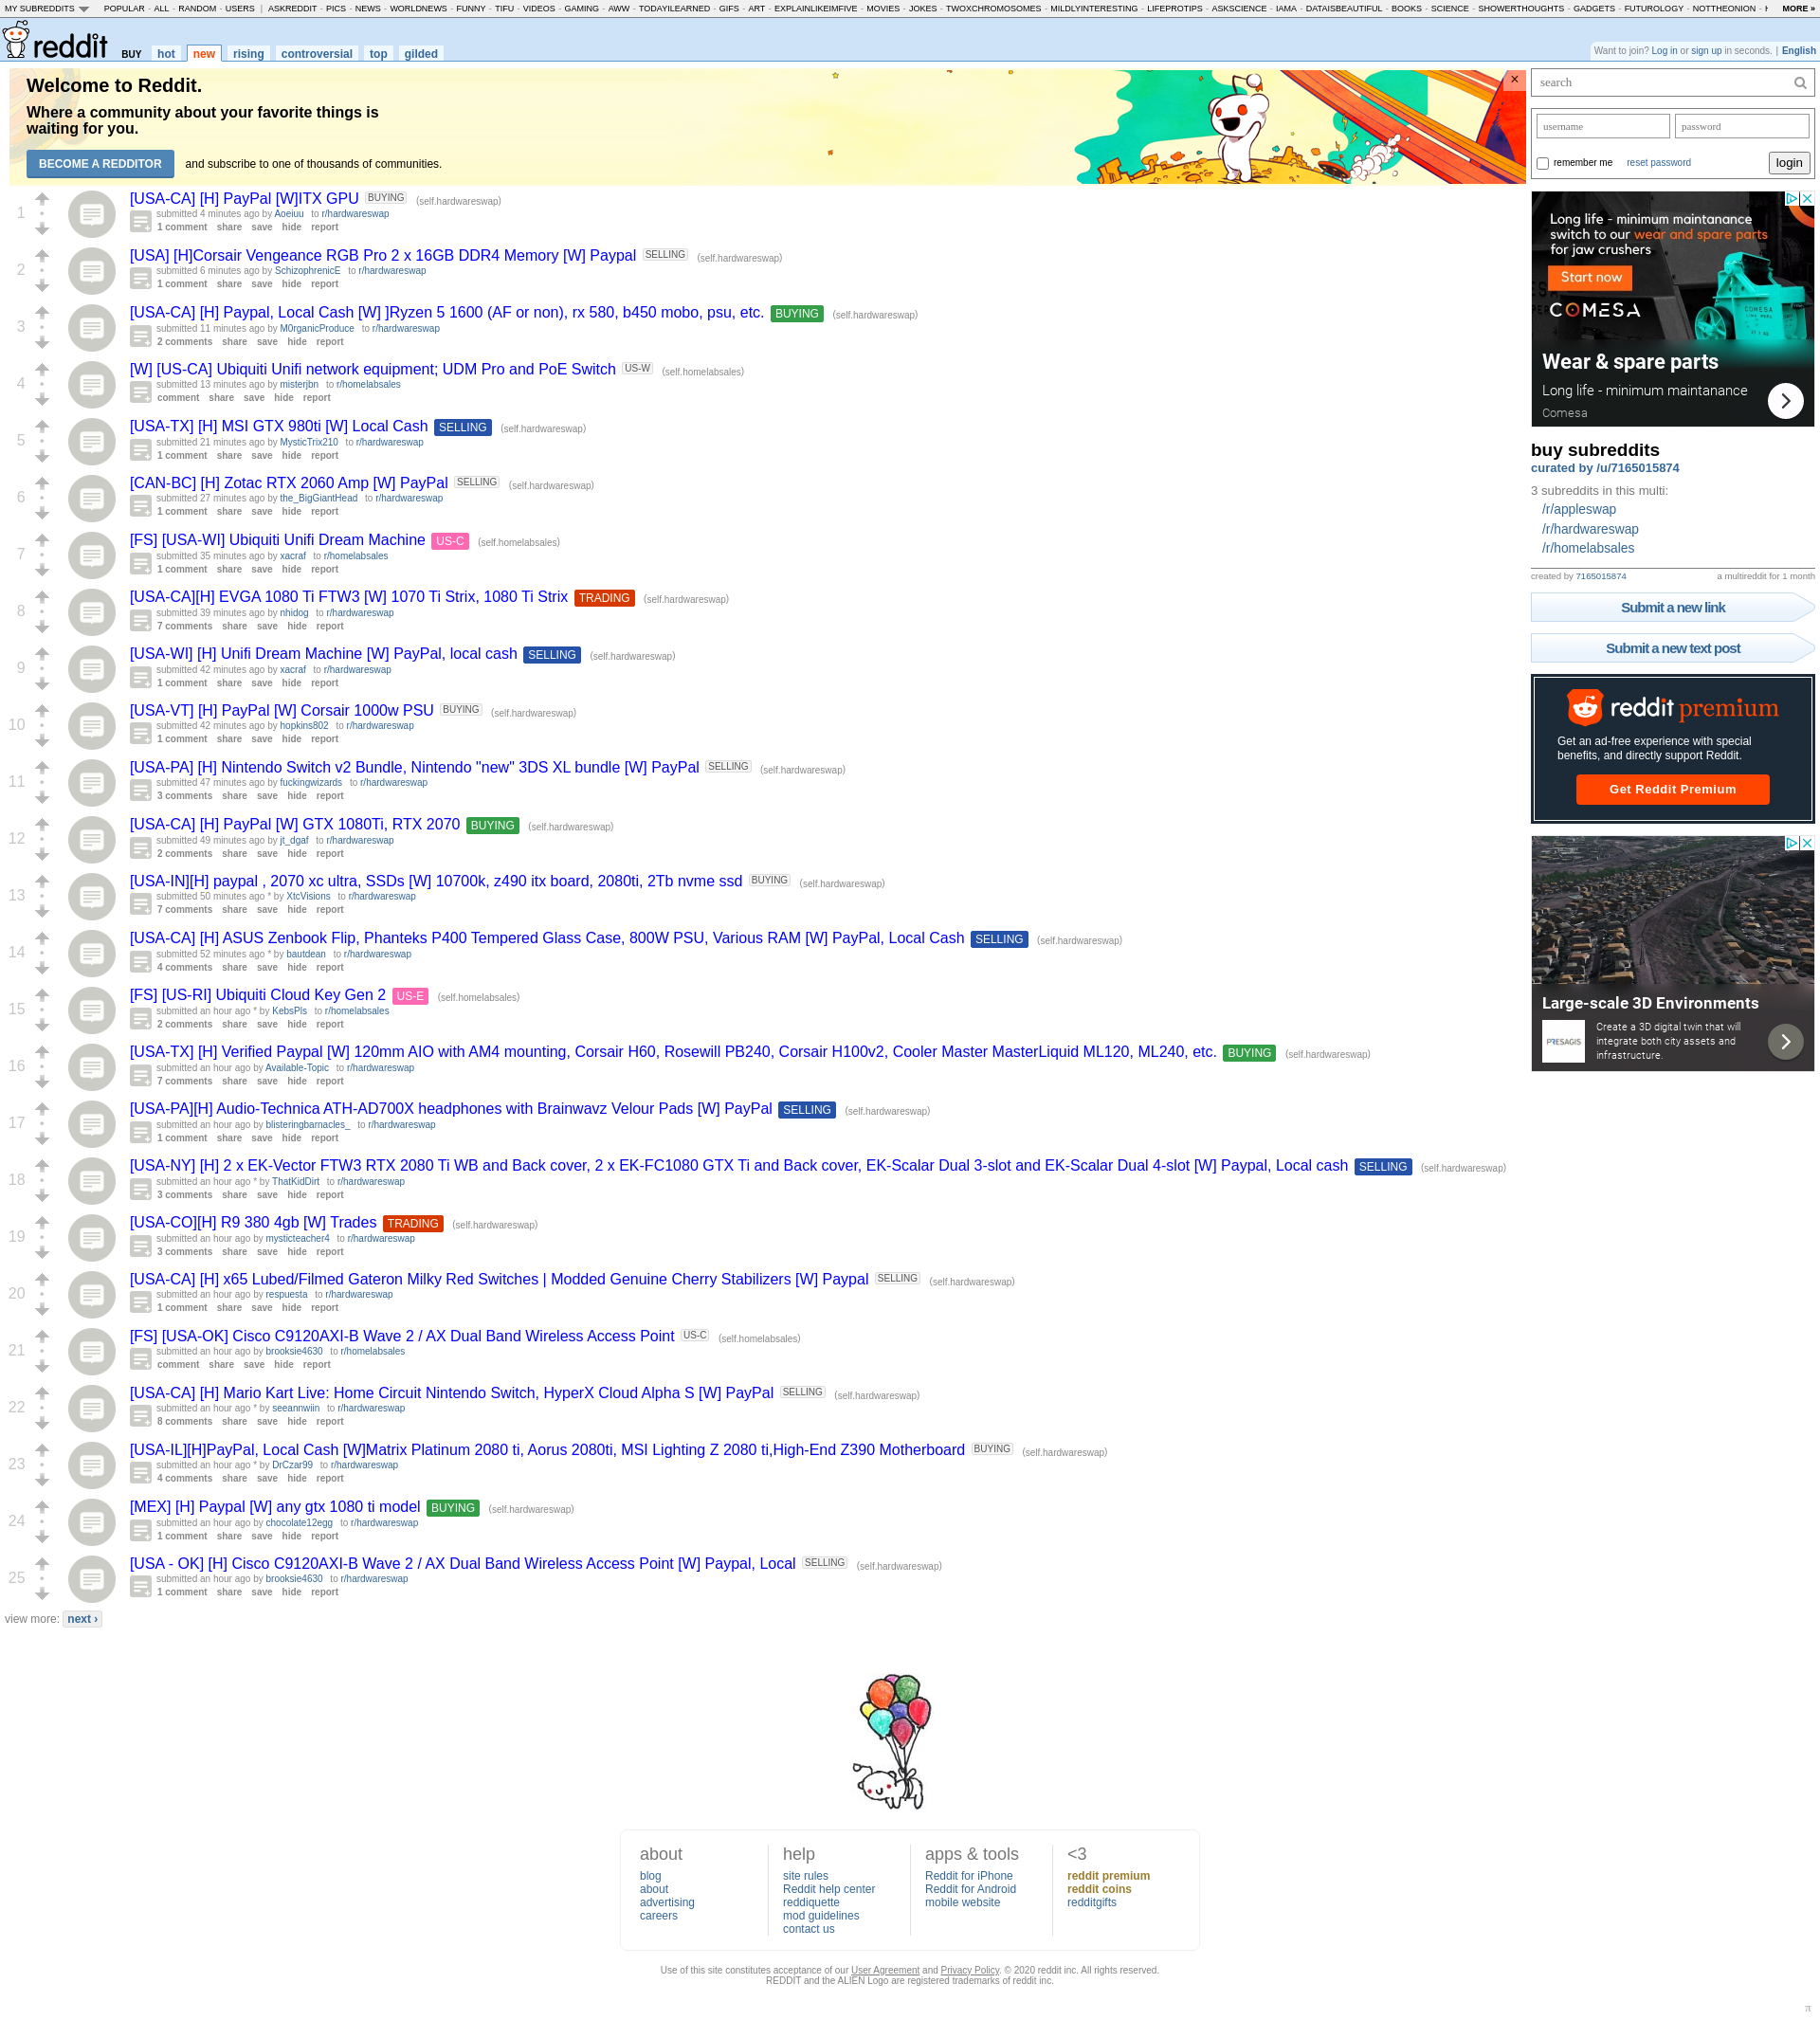 MY SUBREDDITS POPULAR - ALL - RANDOM - USERS | ASKREDDIT - PICS - NEWS - WORLDNEWS - FUNNY - TIFU - VIDEOS - GAMING - AWW - TODAYILEARNED - GIFS - ART - EXPLAINLIKEIMFIVE - MOVIES - JOKES - TWOXCHROMOSOMES - MILDLYINTERESTING - LIFEPROTIPS - ASKSCIENCE - IAMA - DATAISBEAUTIFUL - BOOKS - SCIENCE - SHOWERTHOUGHTS - GADGETS - FUTUROLOGY - NOTTHEONION - MORE »
reddit BUY hot new rising controversial top gilded
Want to join? Log in or sign up in seconds. | English
Welcome to Reddit.
Where a community about your favorite things is
waiting for you.
BECOME A REDDITOR and subscribe to one of thousands of communities.
×
1
[USA-CA] [H] PayPal [W]ITX GPU BUYING (self.hardwareswap)
submitted 4 minutes ago by Aoeiuu to r/hardwareswap
1 comment share save hide report
2
[USA] [H]Corsair Vengeance RGB Pro 2 x 16GB DDR4 Memory [W] Paypal SELLING (self.hardwareswap)
submitted 6 minutes ago by SchizophrenicE to r/hardwareswap
1 comment share save hide report
3
[USA-CA] [H] Paypal, Local Cash [W] ]Ryzen 5 1600 (AF or non), rx 580, b450 mobo, psu, etc. BUYING (self.hardwareswap)
submitted 11 minutes ago by M0rganicProduce to r/hardwareswap
2 comments share save hide report
4
[W] [US-CA] Ubiquiti Unifi network equipment; UDM Pro and PoE Switch US-W (self.homelabsales)
submitted 13 minutes ago by misterjbn to r/homelabsales
comment share save hide report
5
[USA-TX] [H] MSI GTX 980ti [W] Local Cash SELLING (self.hardwareswap)
submitted 21 minutes ago by MysticTrix210 to r/hardwareswap
1 comment share save hide report
6
[CAN-BC] [H] Zotac RTX 2060 Amp [W] PayPal SELLING (self.hardwareswap)
submitted 27 minutes ago by the_BigGiantHead to r/hardwareswap
1 comment share save hide report
7
[FS] [USA-WI] Ubiquiti Unifi Dream Machine US-C (self.homelabsales)
submitted 35 minutes ago by xacraf to r/homelabsales
1 comment share save hide report
8
[USA-CA][H] EVGA 1080 Ti FTW3 [W] 1070 Ti Strix, 1080 Ti Strix TRADING (self.hardwareswap)
submitted 39 minutes ago by nhidog to r/hardwareswap
7 comments share save hide report
9
[USA-WI] [H] Unifi Dream Machine [W] PayPal, local cash SELLING (self.hardwareswap)
submitted 42 minutes ago by xacraf to r/hardwareswap
1 comment share save hide report
10
[USA-VT] [H] PayPal [W] Corsair 1000w PSU BUYING (self.hardwareswap)
submitted 42 minutes ago by hopkins802 to r/hardwareswap
1 comment share save hide report
11
[USA-PA] [H] Nintendo Switch v2 Bundle, Nintendo "new" 3DS XL bundle [W] PayPal SELLING (self.hardwareswap)
submitted 47 minutes ago by fuckingwizards to r/hardwareswap
3 comments share save hide report
12
[USA-CA] [H] PayPal [W] GTX 1080Ti, RTX 2070 BUYING (self.hardwareswap)
submitted 49 minutes ago by jt_dgaf to r/hardwareswap
2 comments share save hide report
13
[USA-IN][H] paypal , 2070 xc ultra, SSDs [W] 10700k, z490 itx board, 2080ti, 2Tb nvme ssd BUYING (self.hardwareswap)
submitted 50 minutes ago * by XtcVisions to r/hardwareswap
7 comments share save hide report
14
[USA-CA] [H] ASUS Zenbook Flip, Phanteks P400 Tempered Glass Case, 800W PSU, Various RAM [W] PayPal, Local Cash SELLING (self.hardwareswap)
submitted 52 minutes ago * by bautdean to r/hardwareswap
4 comments share save hide report
15
[FS] [US-RI] Ubiquiti Cloud Key Gen 2 US-E (self.homelabsales)
submitted an hour ago * by KebsPls to r/homelabsales
2 comments share save hide report
16
[USA-TX] [H] Verified Paypal [W] 120mm AIO with AM4 mounting, Corsair H60, Rosewill PB240, Corsair H100v2, Cooler Master MasterLiquid ML120, ML240, etc. BUYING (self.hardwareswap)
submitted an hour ago by Available-Topic to r/hardwareswap
7 comments share save hide report
17
[USA-PA][H] Audio-Technica ATH-AD700X headphones with Brainwavz Velour Pads [W] PayPal SELLING (self.hardwareswap)
submitted an hour ago by blisteringbarnacles_ to r/hardwareswap
1 comment share save hide report
18
[USA-NY] [H] 2 x EK-Vector FTW3 RTX 2080 Ti WB and Back cover, 2 x EK-FC1080 GTX Ti and Back cover, EK-Scalar Dual 3-slot and EK-Scalar Dual 4-slot [W] Paypal, Local cash SELLING (self.hardwareswap)
submitted an hour ago * by ThatKidDirt to r/hardwareswap
3 comments share save hide report
19
[USA-CO][H] R9 380 4gb [W] Trades TRADING (self.hardwareswap)
submitted an hour ago by mysticteacher4 to r/hardwareswap
3 comments share save hide report
20
[USA-CA] [H] x65 Lubed/Filmed Gateron Milky Red Switches | Modded Genuine Cherry Stabilizers [W] Paypal SELLING (self.hardwareswap)
submitted an hour ago by respuesta to r/hardwareswap
1 comment share save hide report
21
[FS] [USA-OK] Cisco C9120AXI-B Wave 2 / AX Dual Band Wireless Access Point US-C (self.homelabsales)
submitted an hour ago by brooksie4630 to r/homelabsales
comment share save hide report
22
[USA-CA] [H] Mario Kart Live: Home Circuit Nintendo Switch, HyperX Cloud Alpha S [W] PayPal SELLING (self.hardwareswap)
submitted an hour ago * by seeannwiin to r/hardwareswap
8 comments share save hide report
23
[USA-IL][H]PayPal, Local Cash [W]Matrix Platinum 2080 ti, Aorus 2080ti, MSI Lighting Z 2080 ti,High-End Z390 Motherboard BUYING (self.hardwareswap)
submitted an hour ago * by DrCzar99 to r/hardwareswap
4 comments share save hide report
24
[MEX] [H] Paypal [W] any gtx 1080 ti model BUYING (self.hardwareswap)
submitted an hour ago by chocolate12egg to r/hardwareswap
1 comment share save hide report
25
[USA - OK] [H] Cisco C9120AXI-B Wave 2 / AX Dual Band Wireless Access Point [W] Paypal, Local SELLING (self.hardwareswap)
submitted an hour ago by brooksie4630 to r/hardwareswap
1 comment share save hide report
view more: next ›
search
username password
remember me reset password login
Long life - minimum maintanance
switch to our wear and spare parts
for jaw crushers
Start now
COMESA
COMESA
Wear & spare parts
Long life - minimum maintanance
Comesa
buy subreddits
curated by /u/7165015874
3 subreddits in this multi:
/r/appleswap
/r/hardwareswap
/r/homelabsales
created by 7165015874 a multireddit for 1 month
Submit a new link
Submit a new text post
reddit premium
Get an ad-free experience with special
benefits, and directly support Reddit.
Get Reddit Premium
Large-scale 3D Environments
PRESAGIS
Create a 3D digital twin that will
integrate both city assets and
infrastructure.
about
blog
about
advertising
careers
help
site rules
Reddit help center
reddiquette
mod guidelines
contact us
apps & tools
Reddit for iPhone
Reddit for Android
mobile website
<3
reddit premium
reddit coins
redditgifts
Use of this site constitutes acceptance of our User Agreement and Privacy Policy. © 2020 reddit inc. All rights reserved.
REDDIT and the ALIEN Logo are registered trademarks of reddit inc.
π